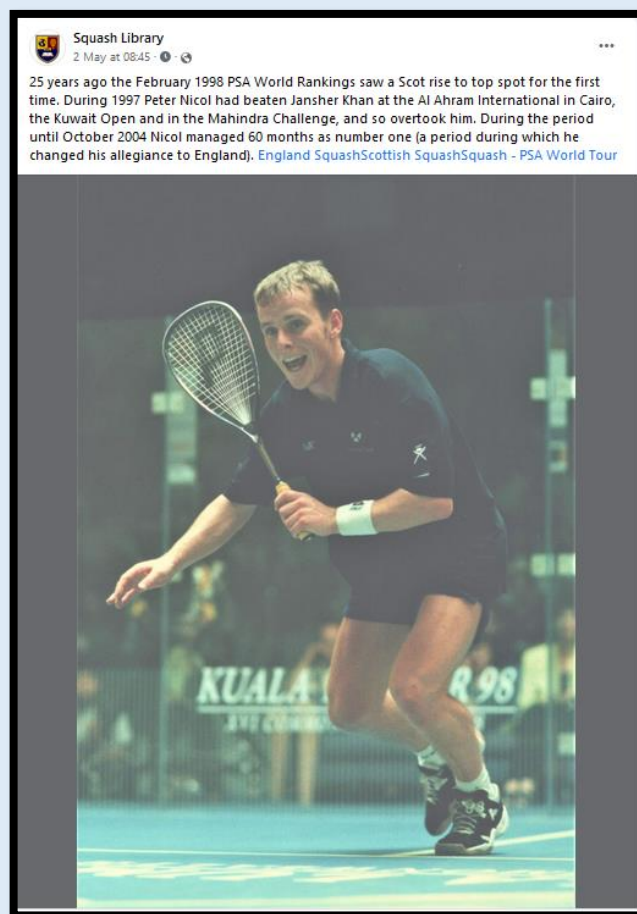 Squash Library
2 May at 08:45 ·
25 years ago the February 1998 PSA World Rankings saw a Scot rise to top spot for the first
time. During 1997 Peter Nicol had beaten Jansher Khan at the Al Ahram International in Cairo,
the Kuwait Open and in the Mahindra Challenge, and so overtook him. During the period
until October 2004 Nicol managed 60 months as number one (a period during which he
changed his allegiance to England). England SquashScottish SquashSquash - PSA World Tour
KUALA R 98
XVI COMMO